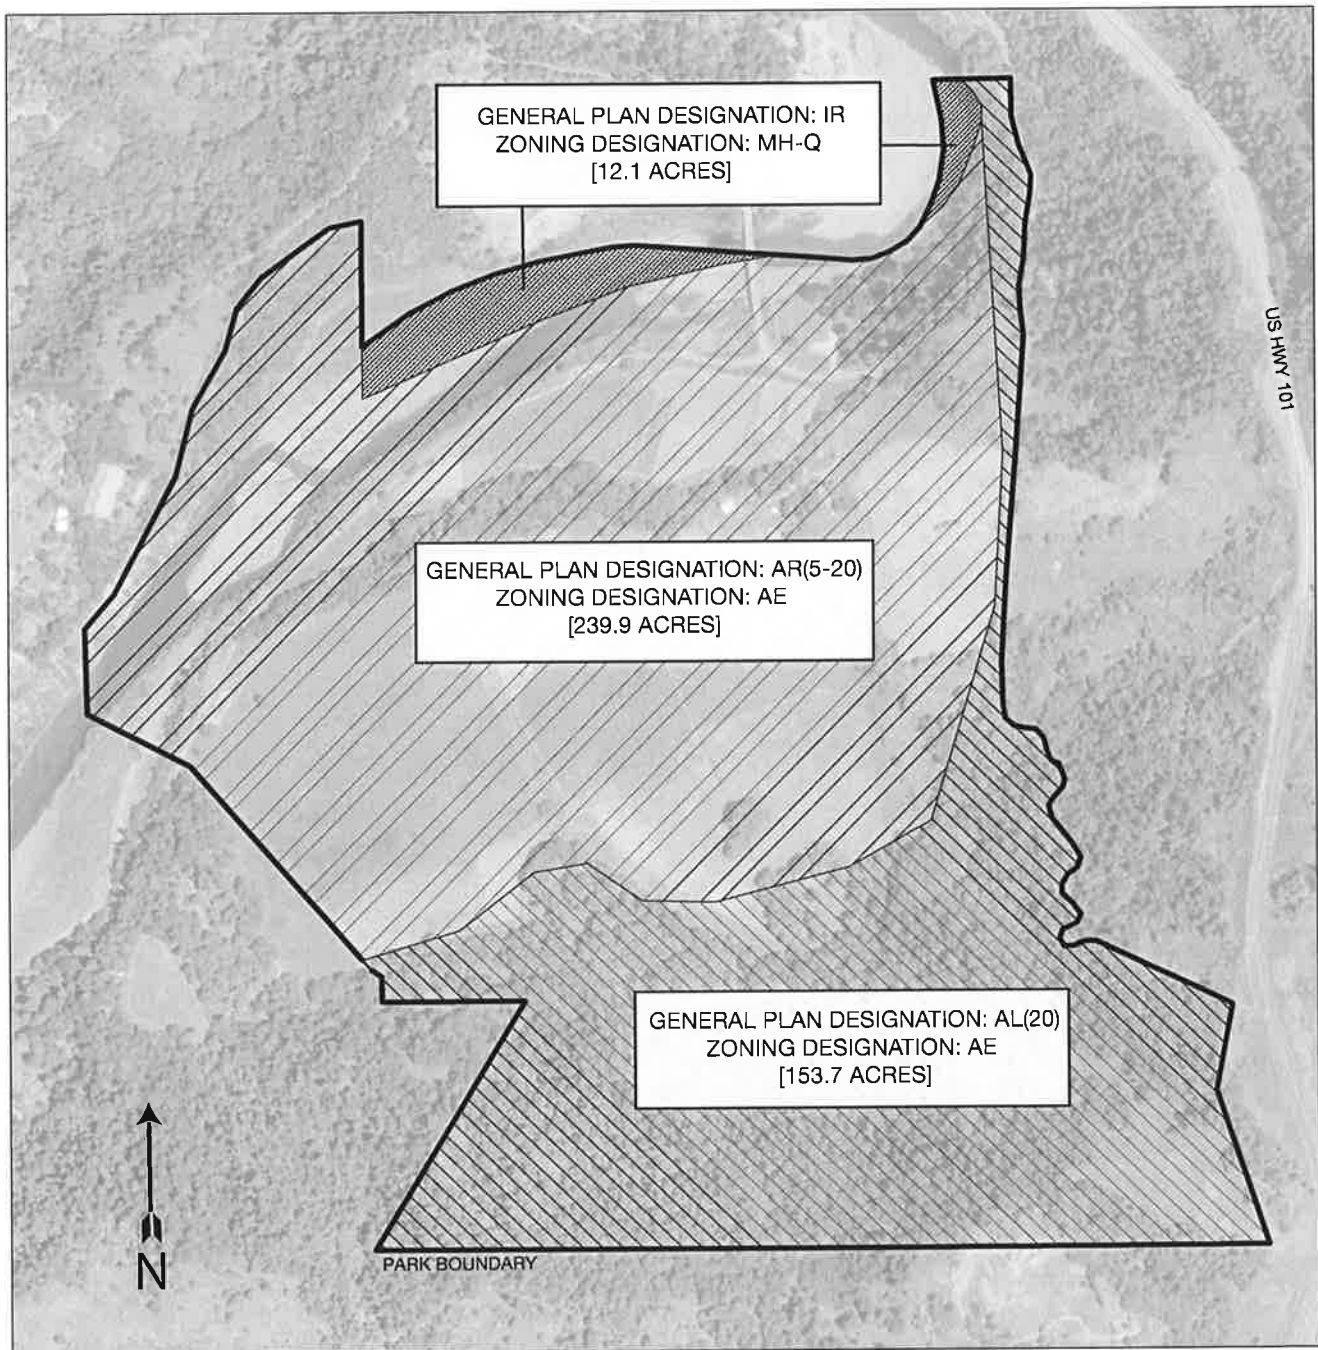 GENERAL PLAN DESIGNATION: IR
ZONING DESIGNATION: MH-Q
[12.1 ACRES]
US HWY 101
GENERAL PLAN DESIGNATION: AR(5-20)
ZONING DESIGNATION: AE
[239.9 ACRES]
GENERAL PLAN DESIGNATION: AL(20)
ZONING DESIGNATION: AE
[153.7 ACRES]
N
PARK BOUNDARY